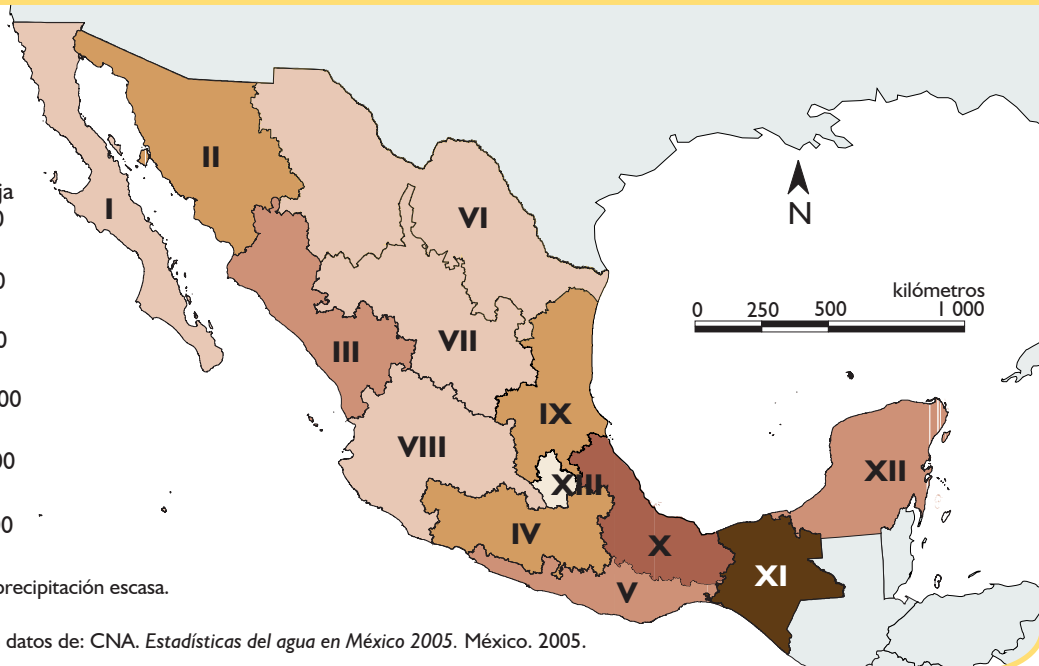 II
ja
0
I
VI
N
kilómetros
0 250 500 1 000
0
0
III
VII
00
IX
VIII
XII
00
XIII
00
IV
X
XI
precipitación escasa.
V
datos de: CNA. Estadísticas del agua en México 2005. México. 2005.